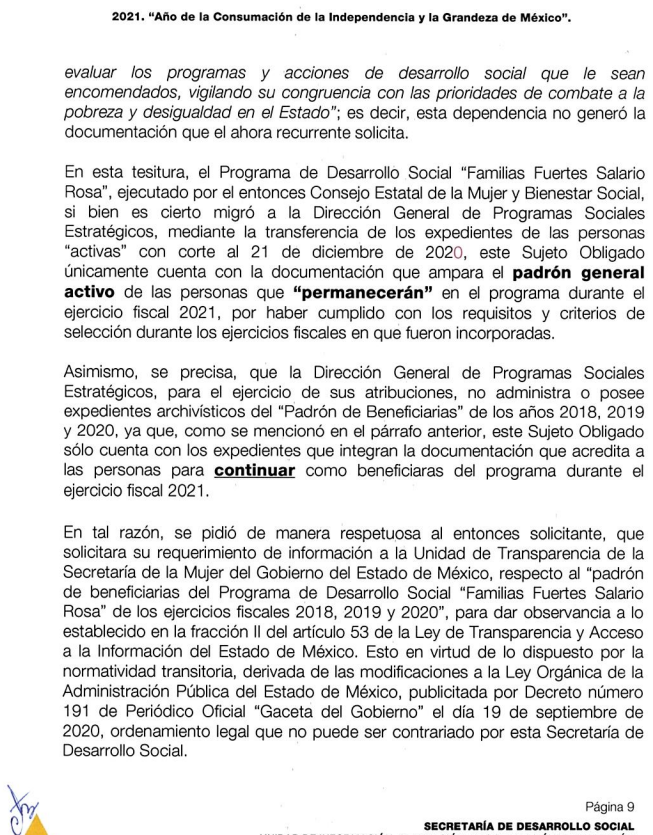 2021. “Año de la Consumación de la Independencia y la Grandeza de México”.
evaluar los programas y acciones de desarrollo social que le sean
encomendados, vigilando su congruencia con las prioridades de combate a la
pobreza y desigualdad en el Estado”; es decir, esta dependencia no generó la
documentación que el ahora recurrente solicita.
En esta tesitura, el Programa de Desarrollo Social “Familias Fuertes Salario
Rosa”, ejecutado por el entonces Consejo Estatal de la Mujer y Bienestar Social,
si bien es cierto migró a la Dirección General de Programas Sociales
Estratégicos, mediante la transferencia de los expedientes de las personas
“activas” con corte al 21 de diciembre de 2020, este Sujeto Obligado
únicamente cuenta con la documentación que ampara el padrón general
activo de las personas que “permanecerán” en el programa durante el
ejercicio fiscal 2021, por haber cumplido con los requisitos y criterios de
selección durante los ejercicios fiscales en que fueron incorporadas.
Asimismo, se precisa, que la Dirección General de Programas Sociales
Estratégicos, para el ejercicio de sus atribuciones, no administra o posee
expedientes archivísticos del “Padrón de Beneficiarias” de los años 2018, 2019
y 2020, ya que, como se mencionó en el párrafo anterior, este Sujeto Obligado
sólo cuenta con los expedientes que integran la documentación que acredita a
las personas para continuar como beneficiaras del programa durante el
ejercicio fiscal 2021.
En tal razón, se pidió de manera respetuosa al entonces solicitante, que
solicitara su requerimiento de información a la Unidad de Transparencia de la
Secretaría de la Mujer del Gobierno del Estado de México, respecto al “padrón
de beneficiarias del Programa de Desarrollo Social “Familias Fuertes Salario
Rosa” de los ejercicios fiscales 2018, 2019 y 2020”, para dar observancia a lo
establecido en la fracción II del artículo 53 de la Ley de Transparencia y Acceso
a la Información del Estado de México. Esto en virtud de lo dispuesto por la
normatividad transitoria, derivada de las modificaciones a la Ley Orgánica de la
Administración Pública del Estado de México, publicitada por Decreto número
191 de Periódico Oficial “Gaceta del Gobierno” el día 19 de septiembre de
2020, ordenamiento legal que no puede ser contrariado por esta Secretaría de
Desarrollo Social.
Página 9
SECRETARÍA DE DESARROLLO SOCIAL